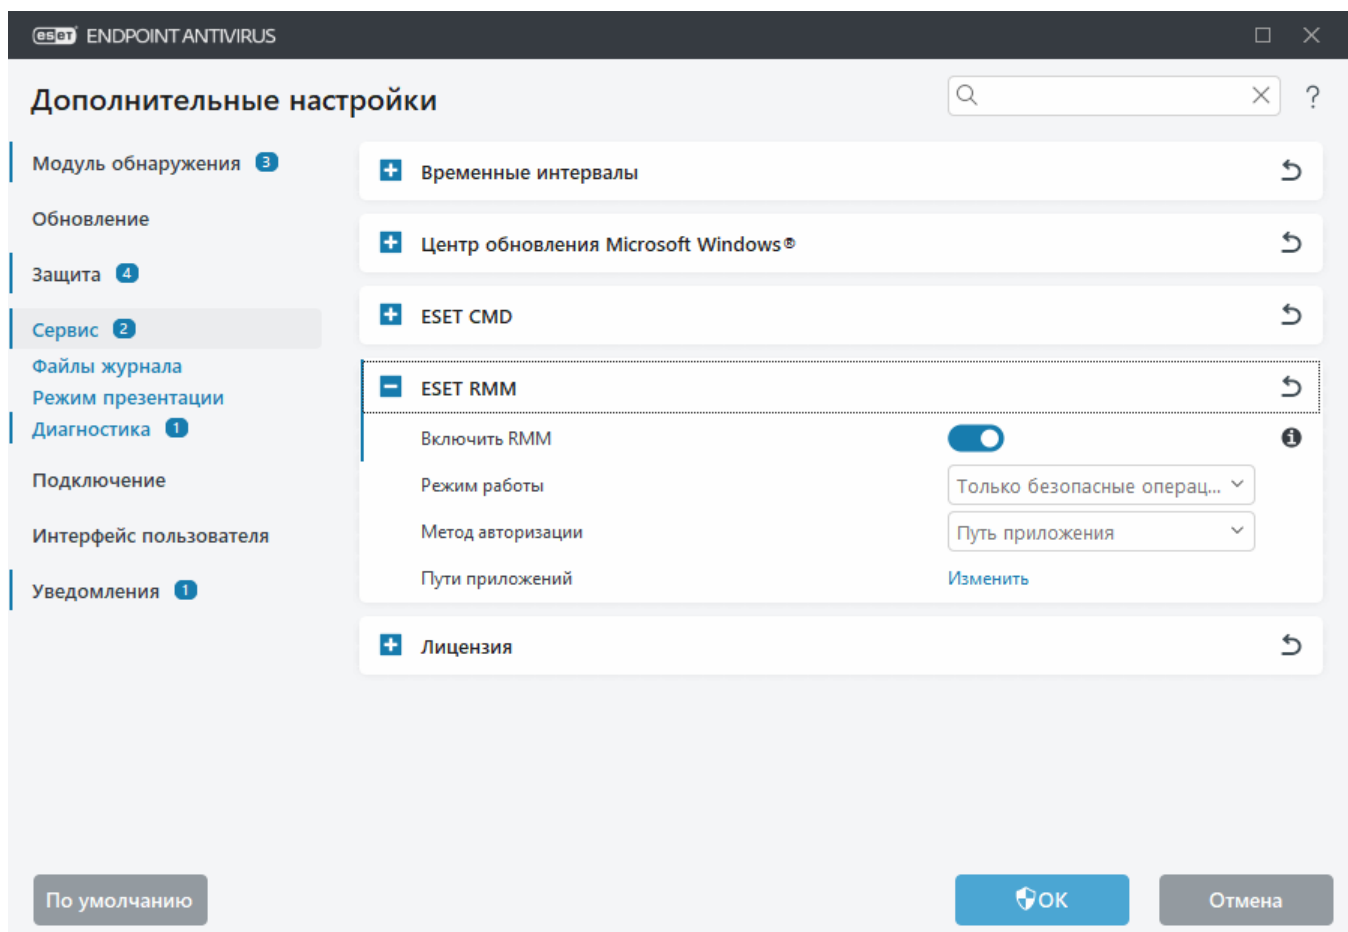 eset ENDPOINT ANTIVIRUS
Дополнительные настройки
?
Модуль обнаружения 3
Обновление
Защита 4
Сервис 2
Файлы журнала
Режим презентации
Диагностика 1
Подключение
Интерфейс пользователя
Уведомления 1
Временные интервалы
Центр обновления Microsoft Windows®
ESET CMD
ESET RMM
Включить RMM
Режим работы Только безопасные операц...
Метод авторизации Путь приложения
Пути приложений Изменить
Лицензия
По умолчанию ОК Отмена